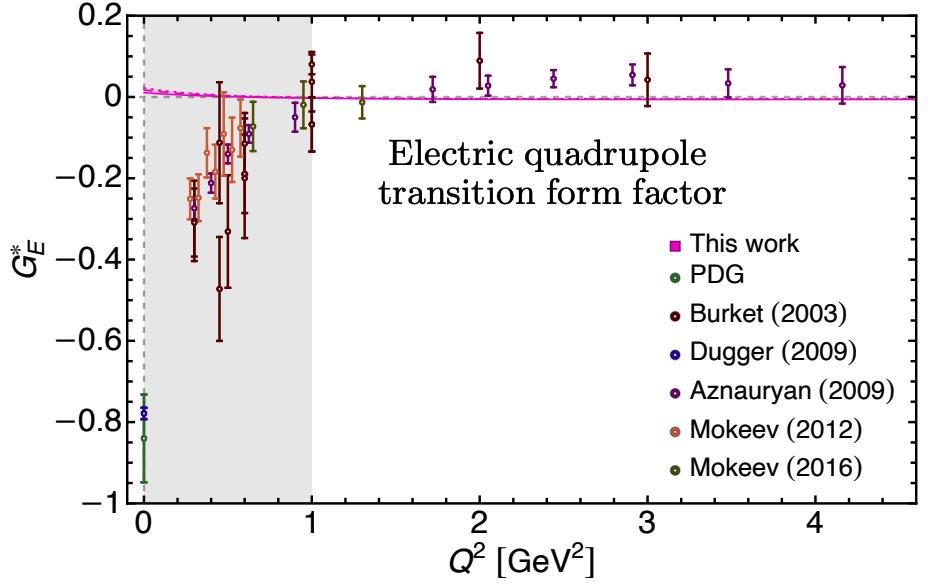 0.2
0
−0.2
−0.4
−0.6
−0.8
−1
G*E
Electric quadrupole
transition form factor
This work
PDG
Burket (2003)
Dugger (2009)
Aznauryan (2009)
Mokeev (2012)
Mokeev (2016)
0 1 2 3 4
Q² [GeV²]